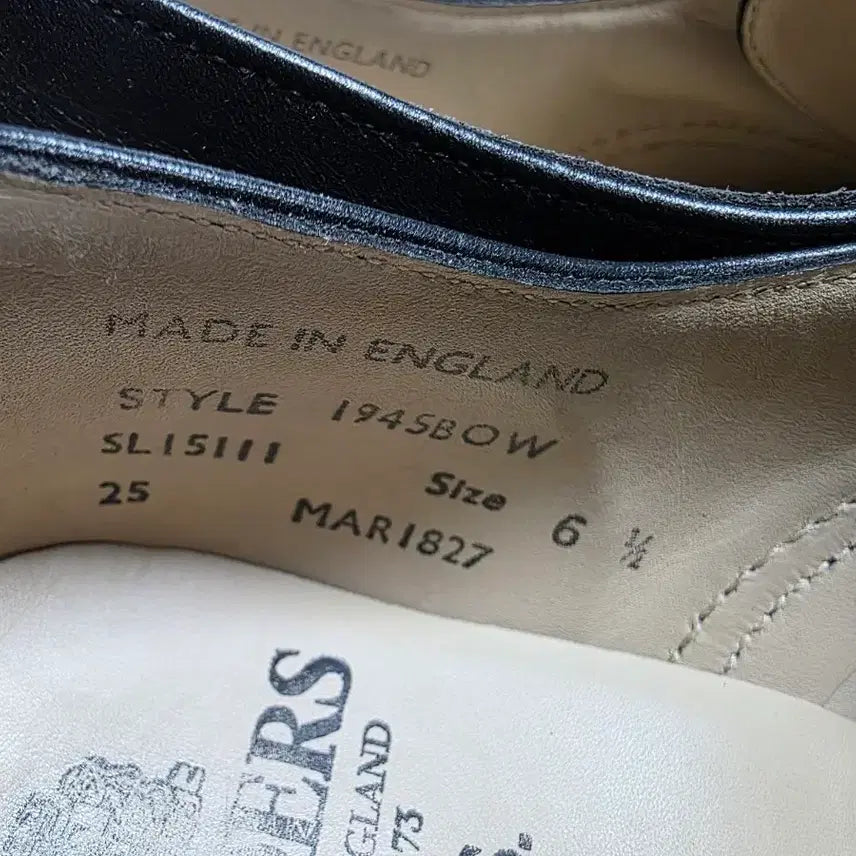 IN ENGLAND
MADE IN ENGLAND
STYLE 1945BOW
SL15111
Size 6 ½
25 MAR1827
ERS
GLAND
73